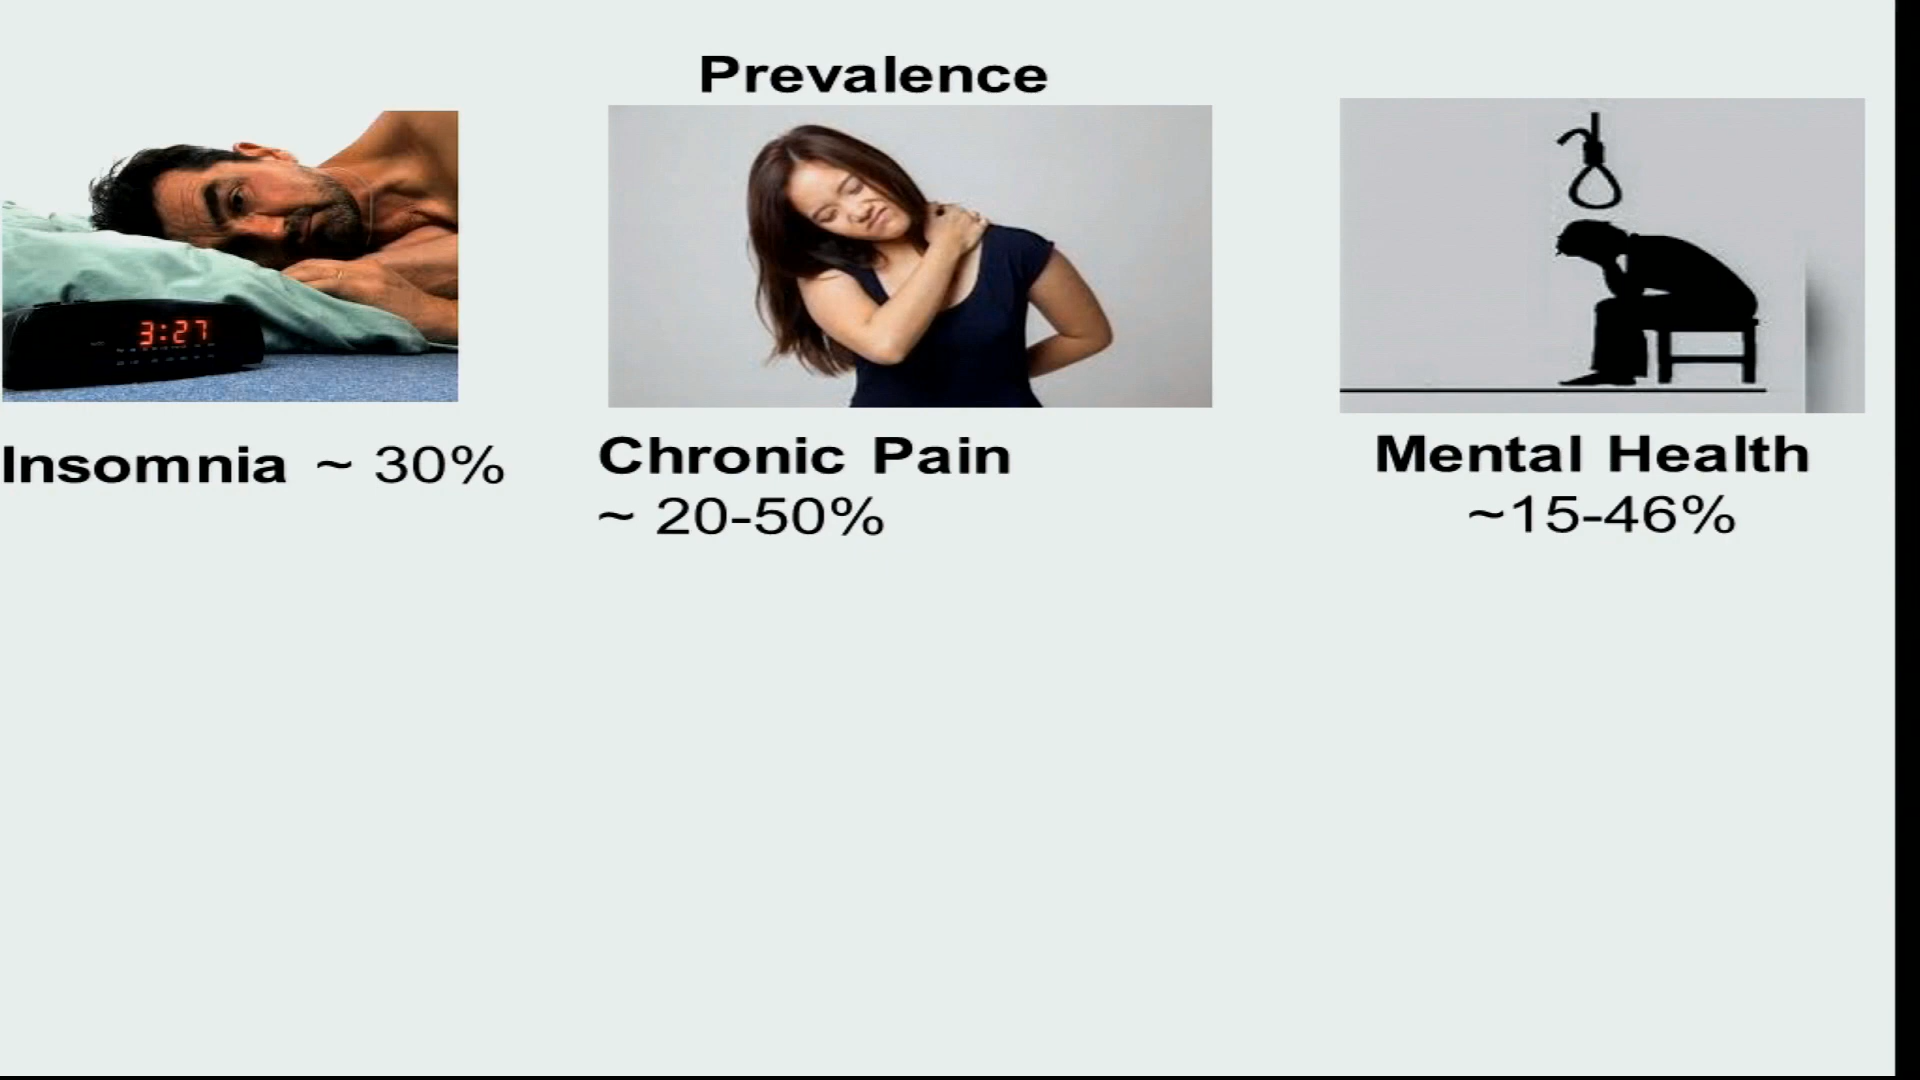 Prevalence
3:27
Insomnia ~ 30%
Chronic Pain
~ 20-50%
Mental Health
~15-46%